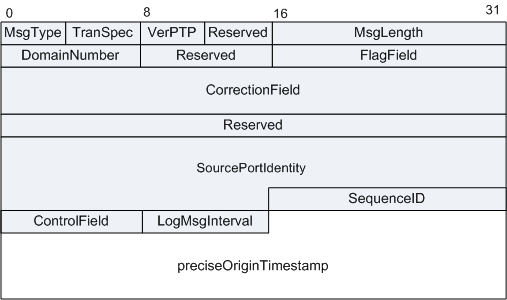 0 8 16 31
MsgType TranSpec VerPTP Reserved MsgLength
DomainNumber Reserved FlagField
CorrectionField
Reserved
SourcePortIdentity
SequenceID
ControlField LogMsgInterval
preciseOriginTimestamp